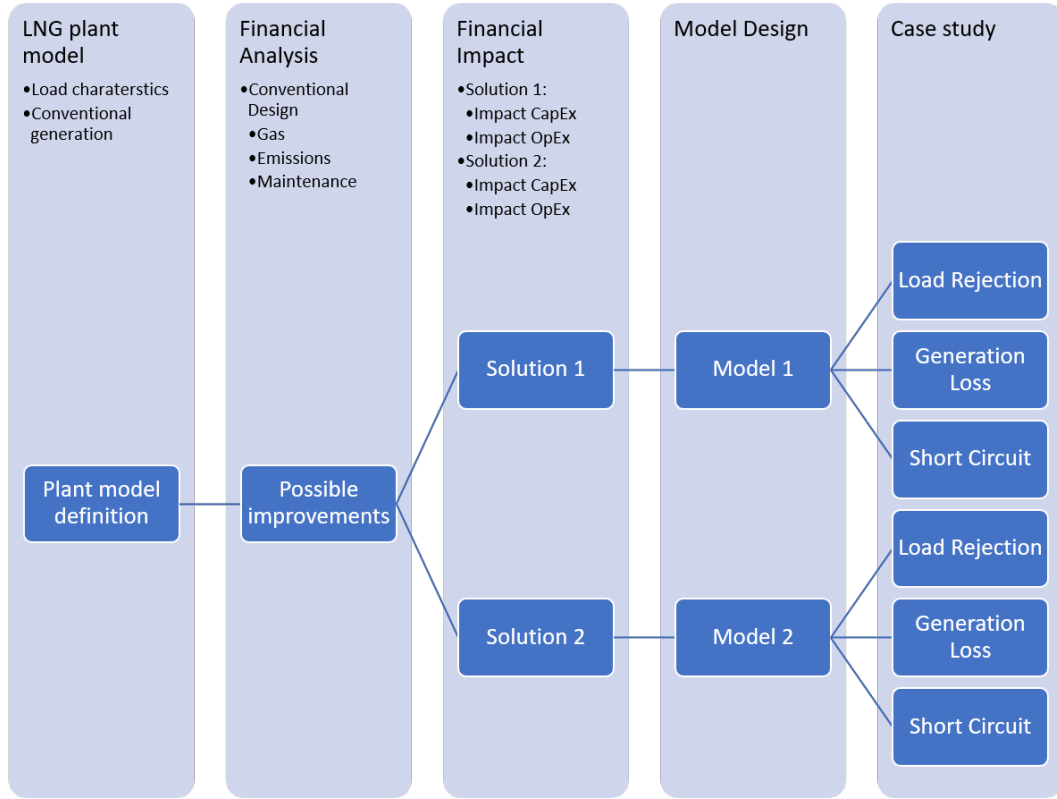 LNG plant
model
•Load charaterstics
•Conventional
generation
Financial
Analysis
•Conventional
Design
•Gas
•Emissions
•Maintenance
Financial
Impact
•Solution 1:
•Impact CapEx
•Impact OpEx
•Solution 2:
•Impact CapEx
•Impact OpEx
Model Design
Case study
Plant model
definition
Possible
improvements
Solution 1
Model 1
Load Rejection
Generation
Loss
Short Circuit
Solution 2
Model 2
Load Rejection
Generation
Loss
Short Circuit